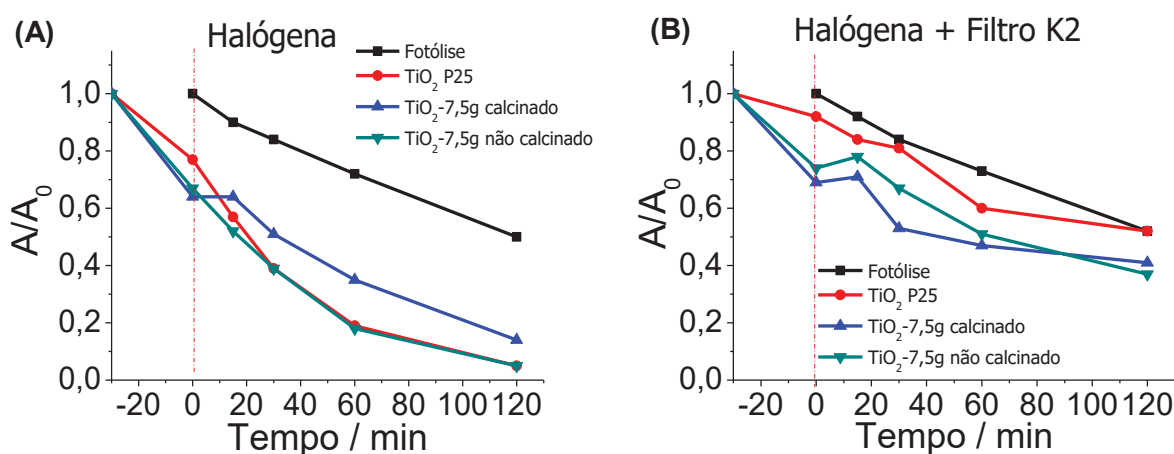 (A)
Halógena
Fotólise
TiO2 P25
TiO2-7,5g calcinado
TiO2-7,5g não calcinado
1,0
0,8
0,6
0,4
0,2
0,0
A/A0
-20 0 20 40 60 80 100 120
Tempo / min
(B)
Halógena + Filtro K2
1,0
0,8
0,6
0,4
0,2
0,0
A/A0
Fotólise
TiO2 P25
TiO2-7,5g calcinado
TiO2-7,5g não calcinado
-20 0 20 40 60 80 100 120
Tempo / min